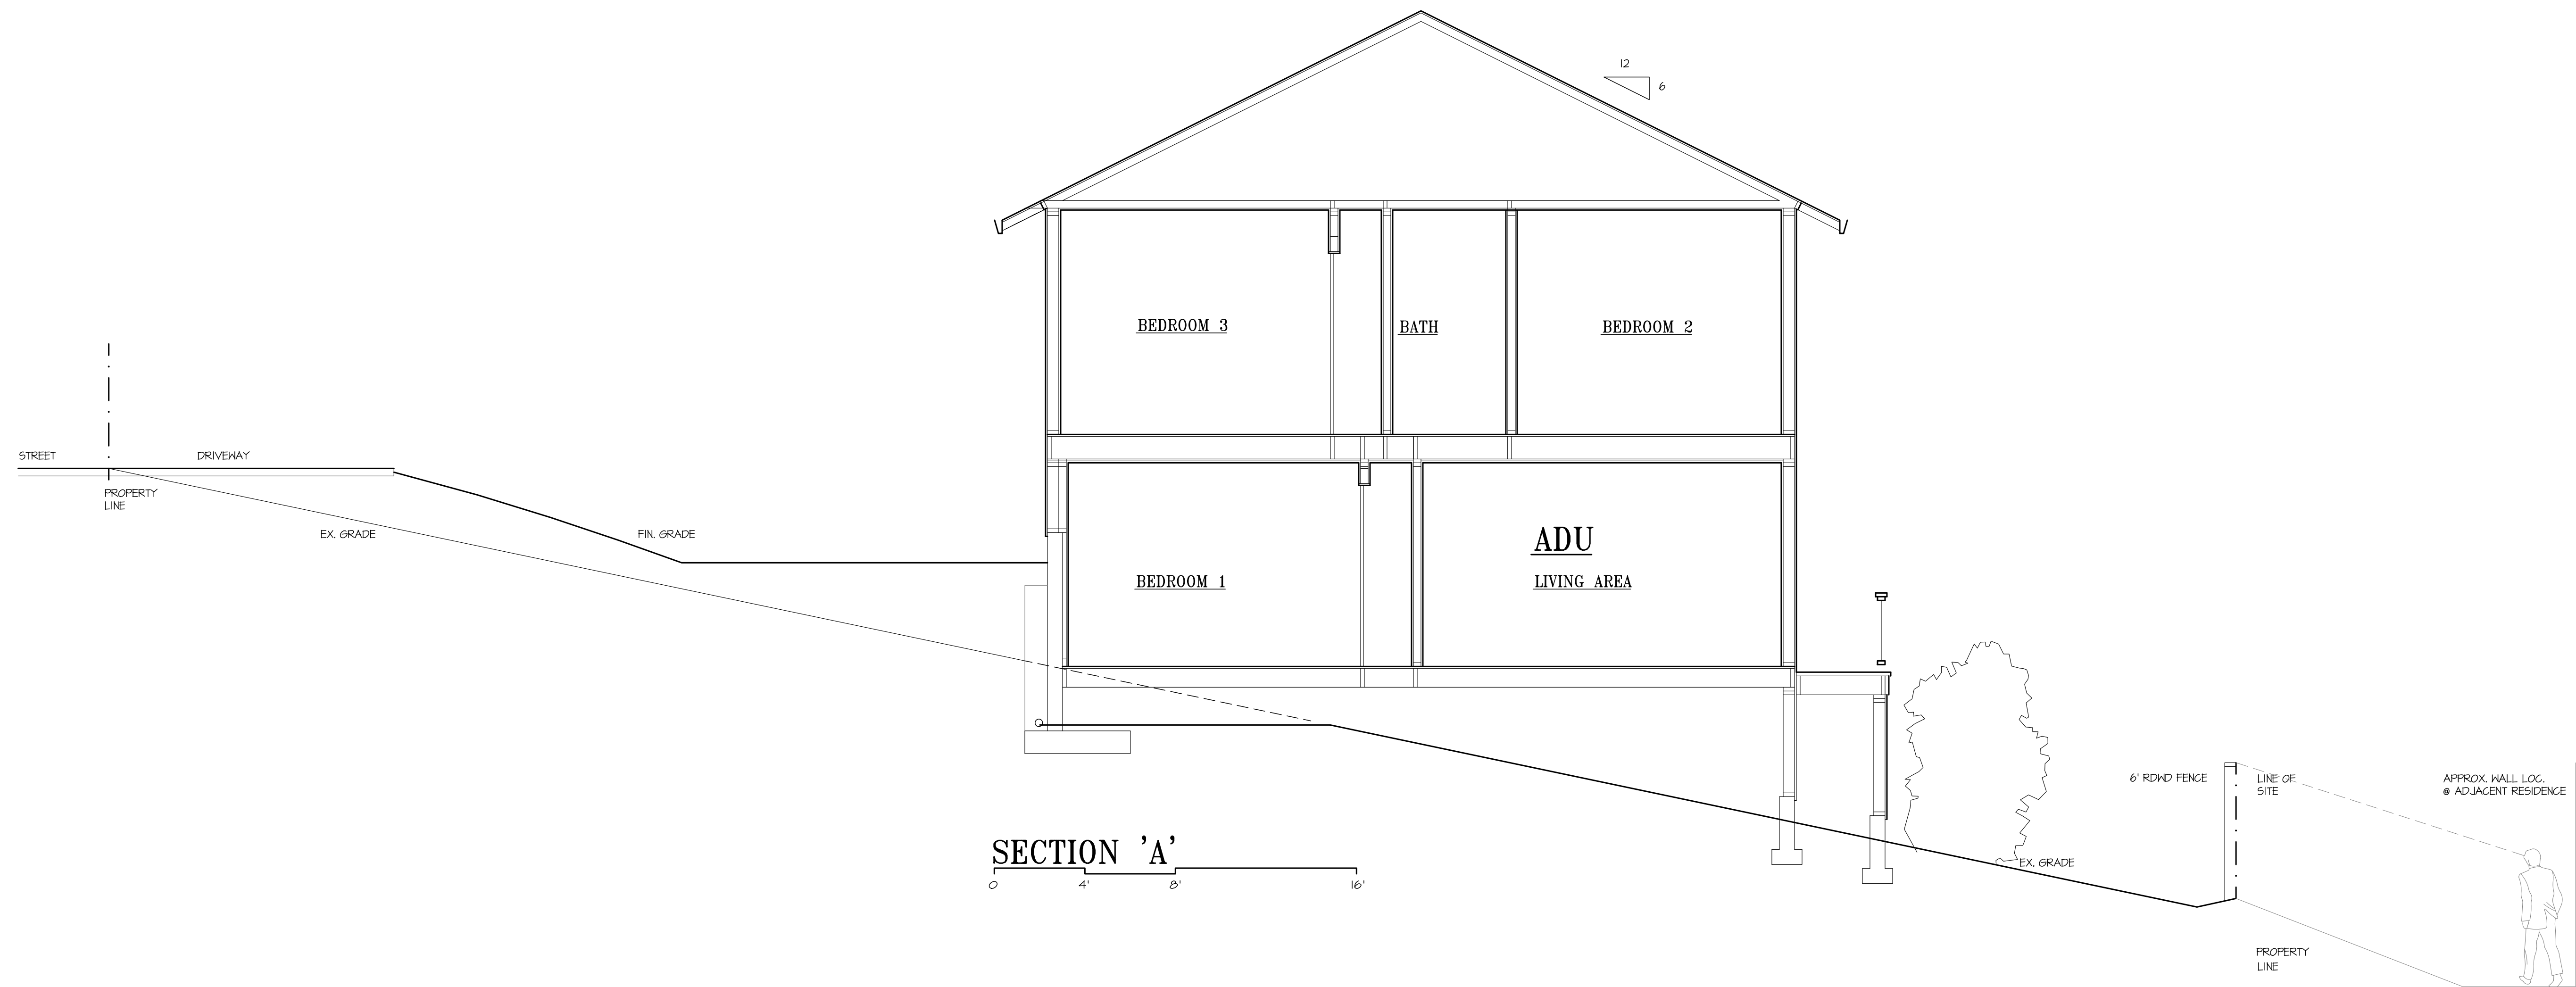 12
6
BEDROOM 3
BATH
BEDROOM 2
STREET
DRIVEWAY
PROPERTY
LINE
EX. GRADE
FIN. GRADE
ADU
BEDROOM 1
LIVING AREA
6' RDWD FENCE
LINE OF
SITE
APPROX. WALL LOC.
@ ADJACENT RESIDENCE
SECTION 'A'
0 4' 8' 16'
EX. GRADE
PROPERTY
LINE